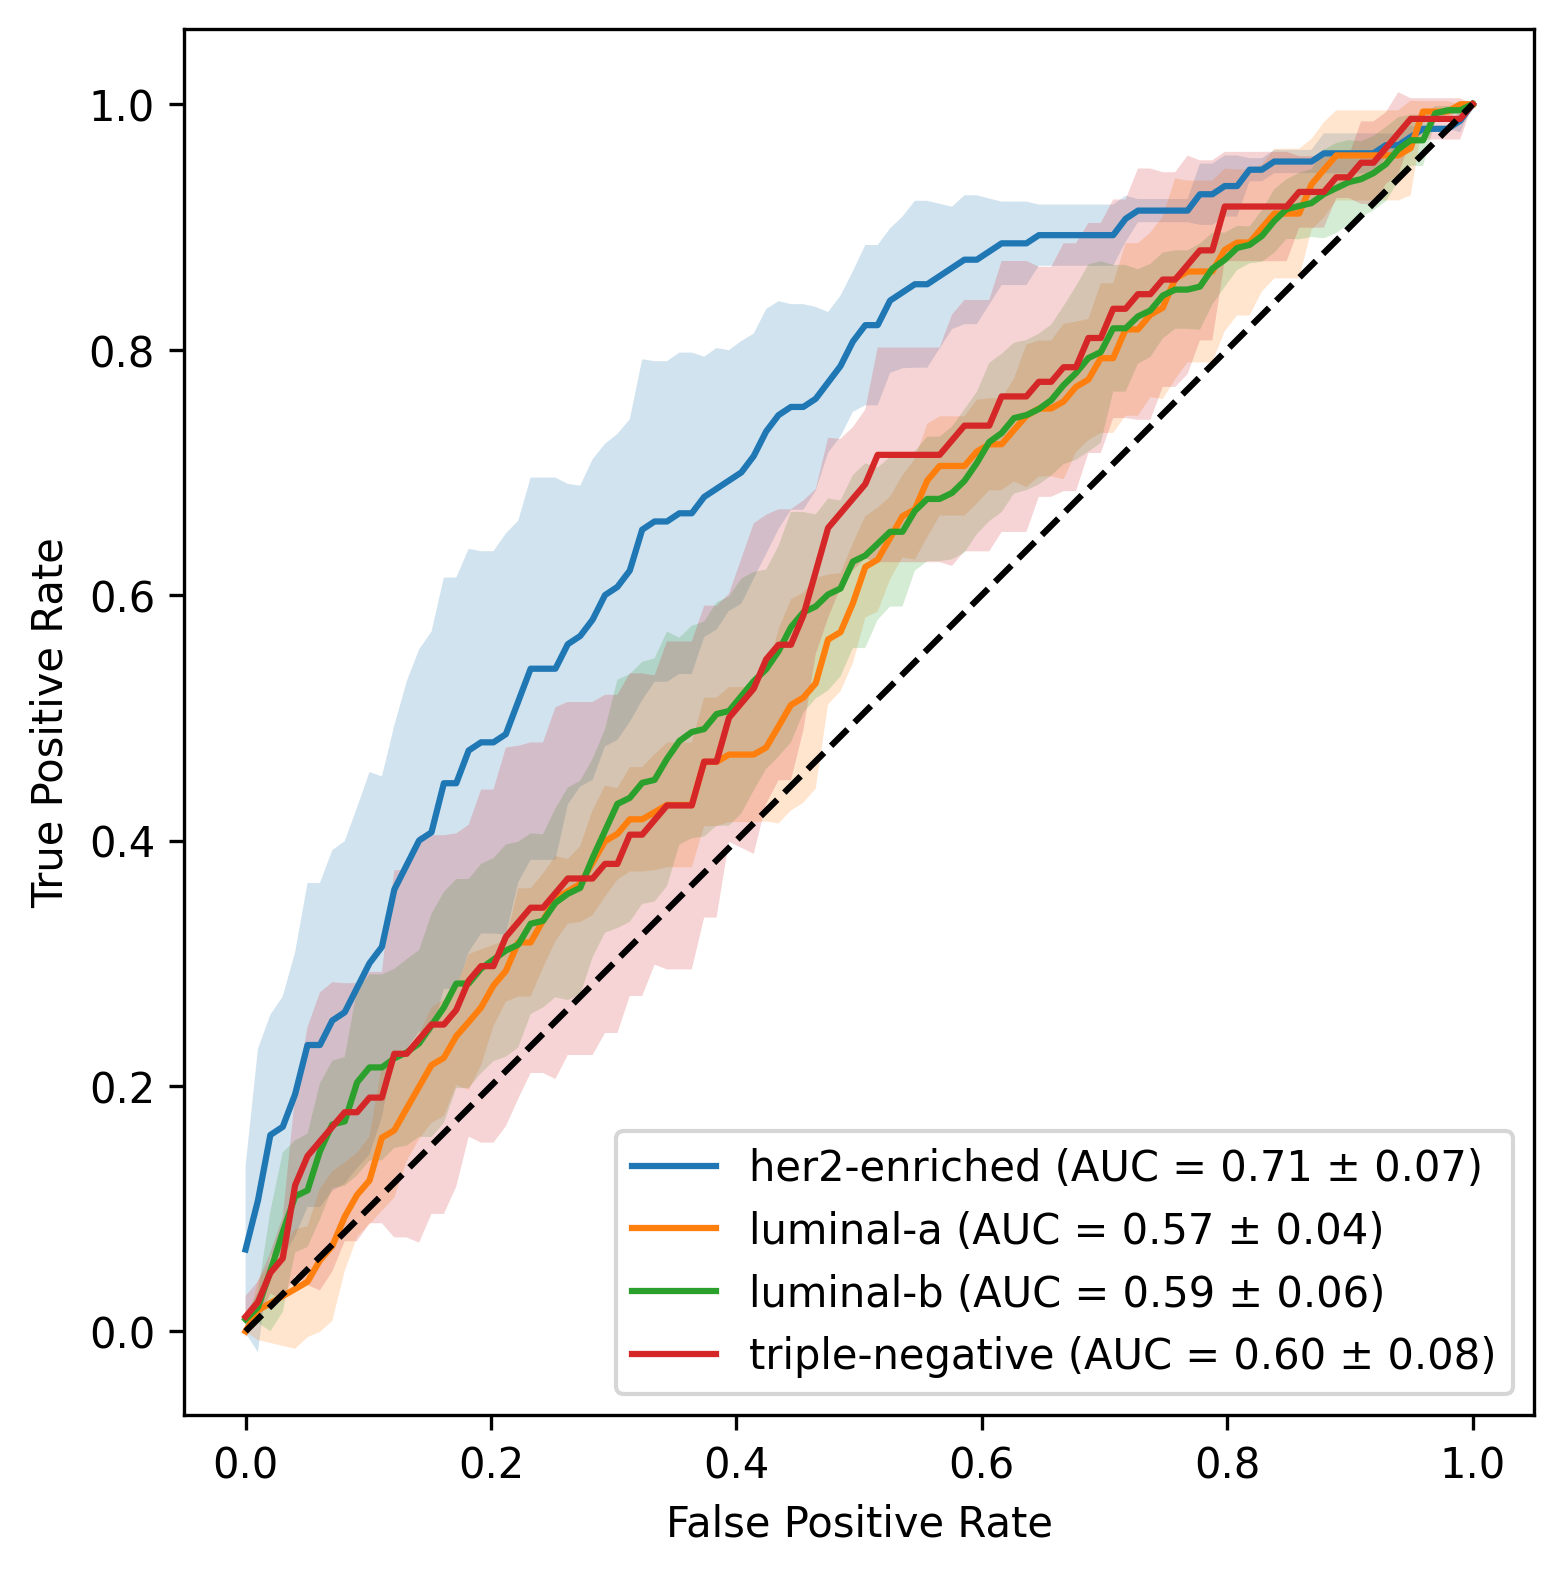 1.0
0.8
0.6
0.4
0.2
0.0
True Positive Rate
her2-enriched (AUC = 0.71 ± 0.07)
luminal-a (AUC = 0.57 ± 0.04)
luminal-b (AUC = 0.59 ± 0.06)
triple-negative (AUC = 0.60 ± 0.08)
0.0 0.2 0.4 0.6 0.8 1.0
False Positive Rate